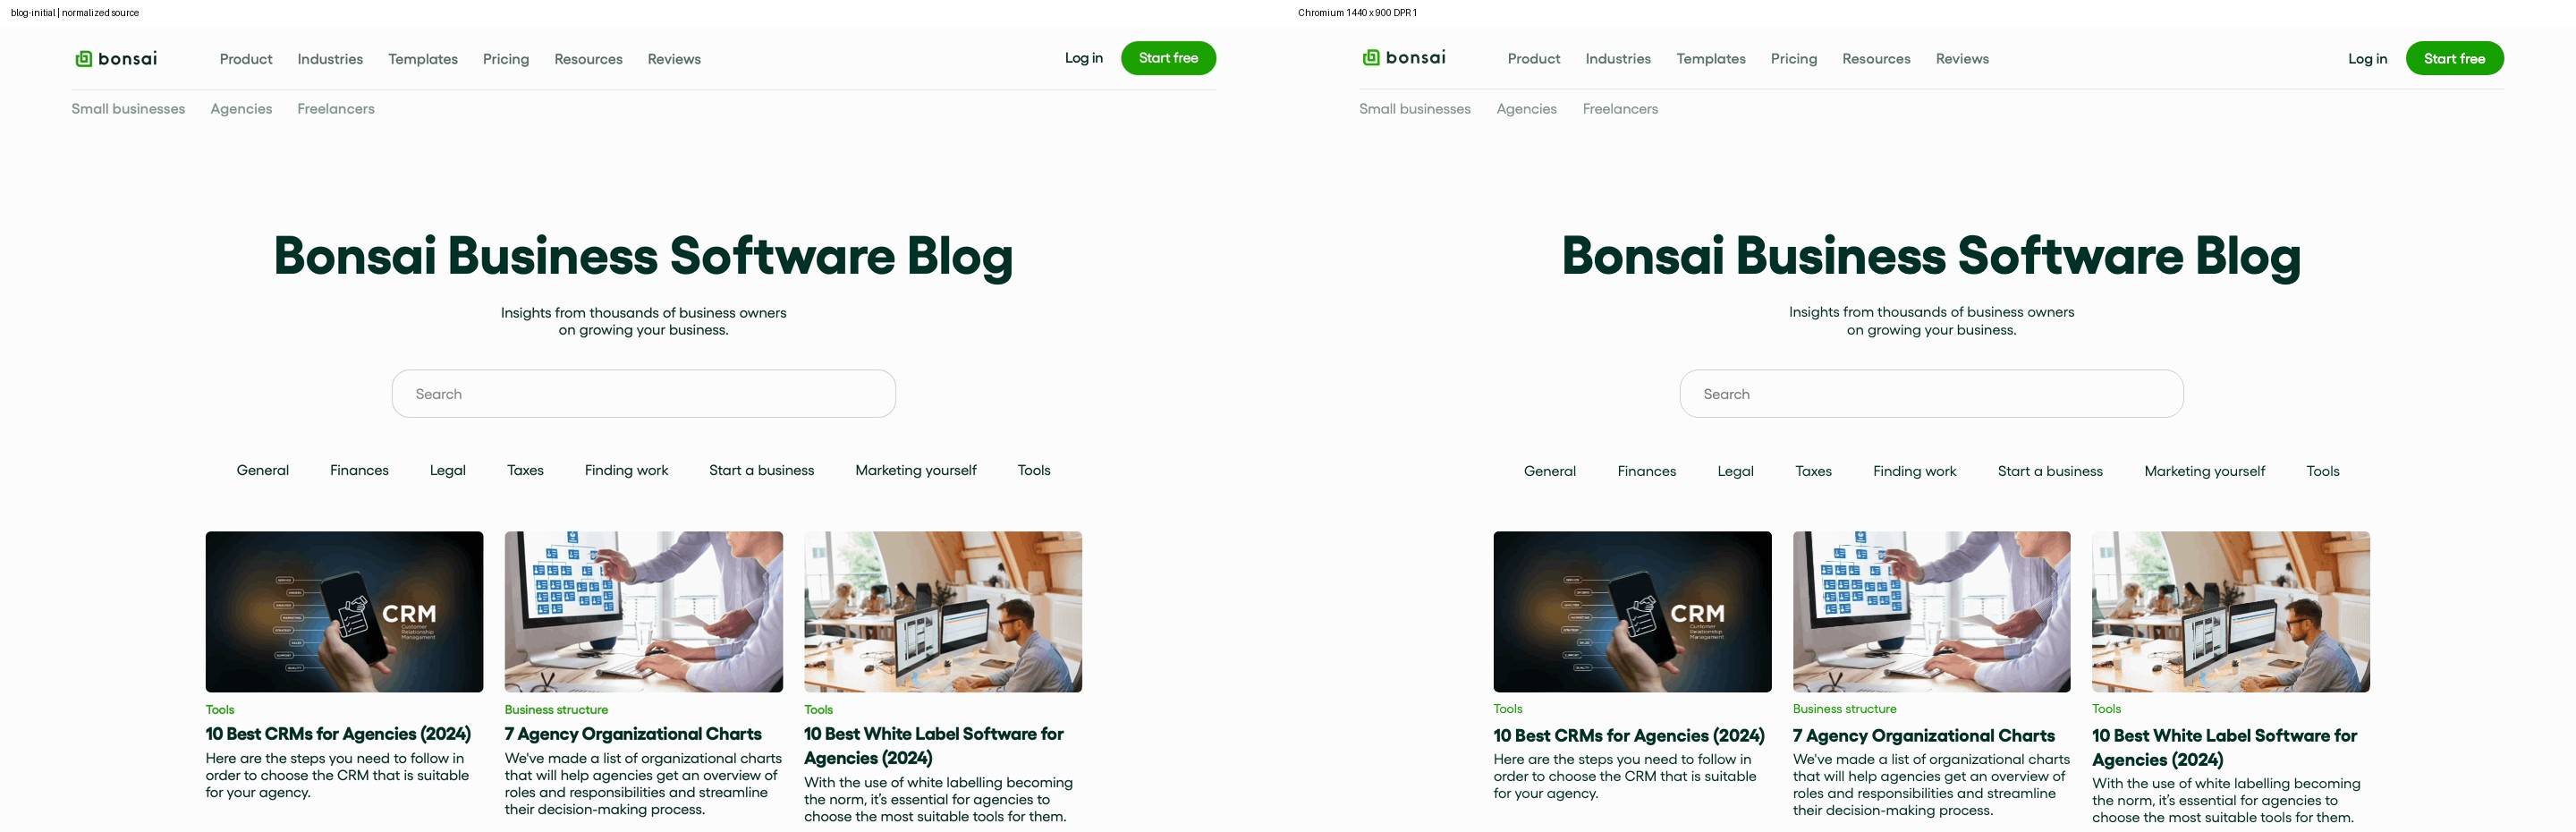 blog-initial | normalized source
bonsai
Product Industries Templates Pricing Resources Reviews
Log in Start free
Small businesses Agencies Freelancers
Bonsai Business Software Blog
Insights from thousands of business owners
on growing your business.
Search
General Finances Legal Taxes Finding work Start a business Marketing yourself Tools
CRM
Customer
Relationship
Management
Tools
10 Best CRMs for Agencies (2024)
Here are the steps you need to follow in
order to choose the CRM that is suitable
for your agency.
Business structure
7 Agency Organizational Charts
We've made a list of organizational charts
that will help agencies get an overview of
roles and responsibilities and streamline
their decision-making process.
Tools
10 Best White Label Software for
Agencies (2024)
With the use of white labelling becoming
the norm, it's essential for agencies to
choose the most suitable tools for them.
Chromium 1440 x 900 DPR 1
bonsai
Product Industries Templates Pricing Resources Reviews
Log in Start free
Small businesses Agencies Freelancers
Bonsai Business Software Blog
Insights from thousands of business owners
on growing your business.
Search
General Finances Legal Taxes Finding work Start a business Marketing yourself Tools
CRM
Customer
Relationship
Management
Tools
10 Best CRMs for Agencies (2024)
Here are the steps you need to follow in
order to choose the CRM that is suitable
for your agency.
Business structure
7 Agency Organizational Charts
We've made a list of organizational charts
that will help agencies get an overview of
roles and responsibilities and streamline
their decision-making process.
Tools
10 Best White Label Software for
Agencies (2024)
With the use of white labelling becoming
the norm, it's essential for agencies to
choose the most suitable tools for them.